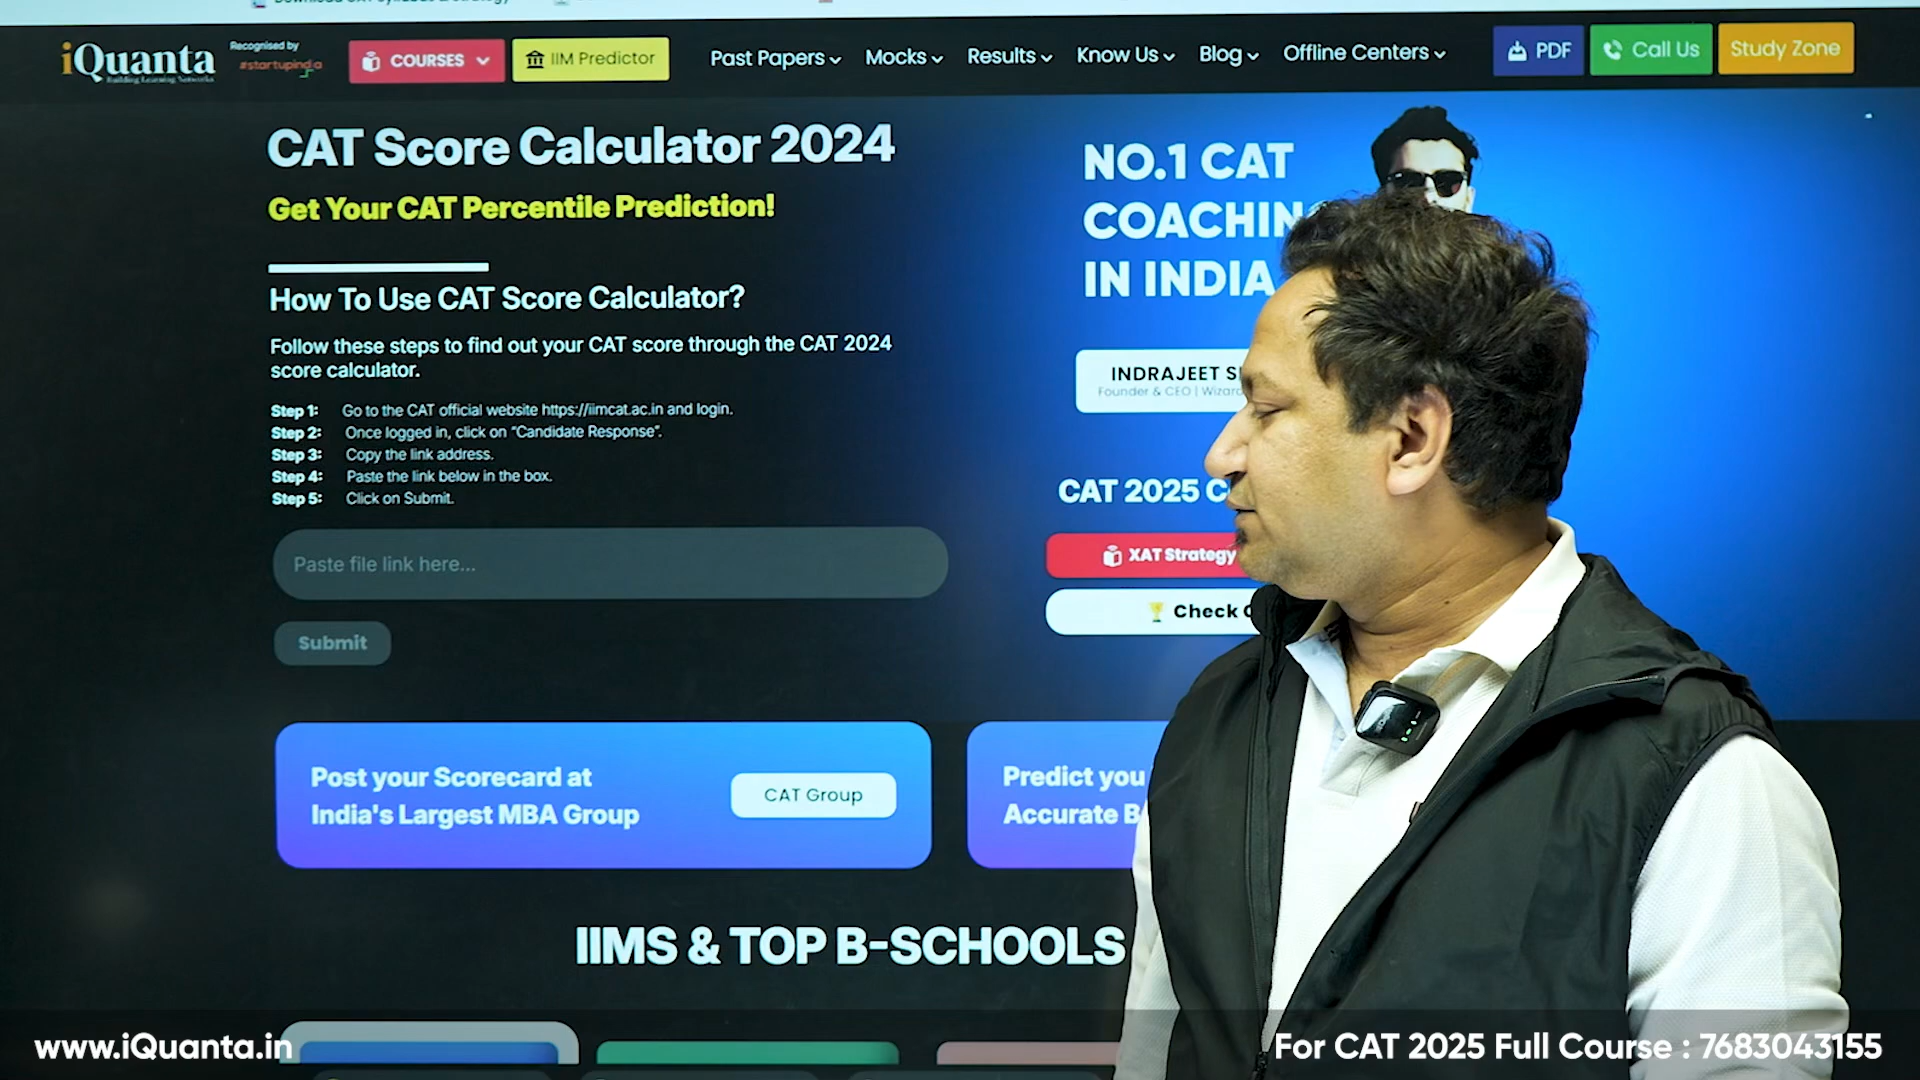 iQuanta
Building Learning Networks
Recognised by
#startupindia
COURSES
IIM Predictor
Past Papers
Mocks
Results
Know Us
Blog
Offline Centers
PDF
Call Us
Study Zone
CAT Score Calculator 2024
Get Your CAT Percentile Prediction!
How To Use CAT Score Calculator?
Follow these steps to find out your CAT score through the CAT 2024
score calculator.
Step 1: Go to the CAT official website https://iimcat.ac.in and login.
Step 2: Once logged in, click on “Candidate Response”.
Step 3: Copy the link address.
Step 4: Paste the link below in the box.
Step 5: Click on Submit.
Paste file link here...
Submit
NO.1 CAT
COACHIN
IN INDIA
INDRAJEET
Founder & CEO |
CAT 2025
XAT Strategy
Check
Post your Scorecard at
India's Largest MBA Group
CAT Group
Predict you
Accurate B
IIMS & TOP B-SCHOOLS
www.iQuanta.in
For CAT 2025 Full Course : 7683043155